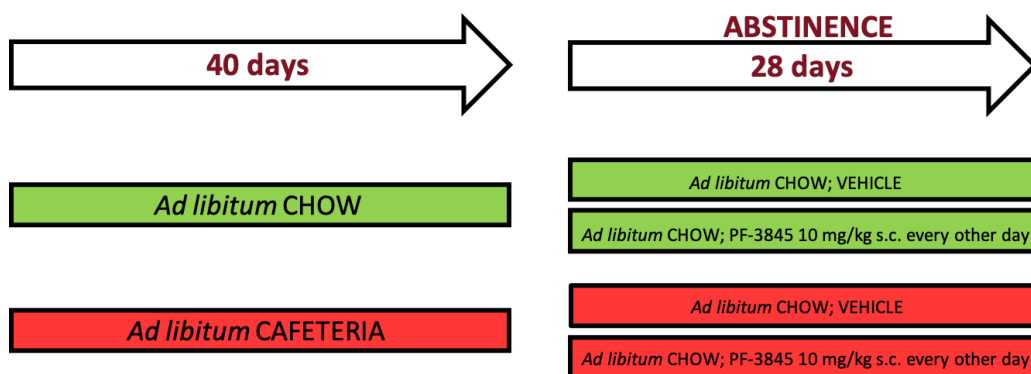 40 days
ABSTINENCE
28 days
Ad libitum CHOW
Ad libitum CHOW; VEHICLE
Ad libitum CHOW; PF-3845 10 mg/kg s.c. every other day
Ad libitum CAFETERIA
Ad libitum CHOW; VEHICLE
Ad libitum CHOW; PF-3845 10 mg/kg s.c. every other day